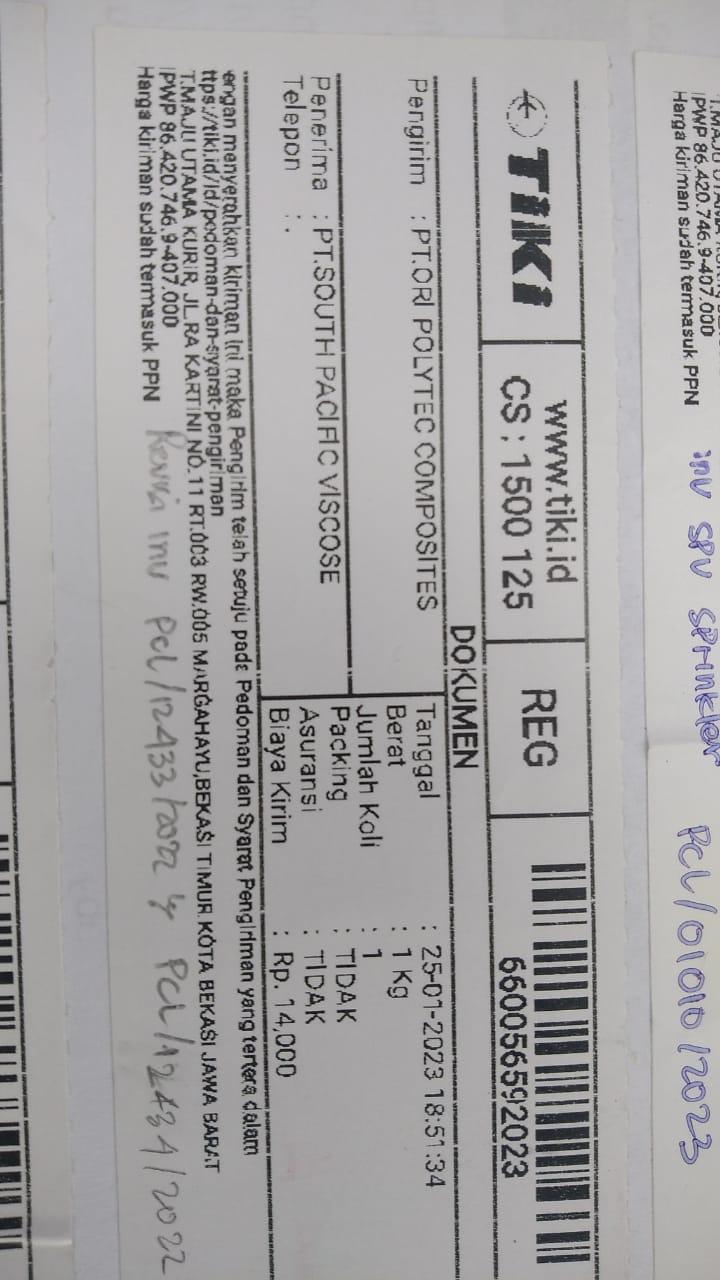 T.MAJU UTAMA KURIR
IPWP 86.420.746.9-407.000
Harga kiriman sudah termasuk PPN
inv SPV Sprinkler PCL/01010/2023
TIKI
www.tiki.id
CS : 1500 125
REG
660056592023
DOKUMEN
Pengirim : PT.ORI POLYTEC COMPOSITES
Penerima : PT.SOUTH PACIFIC VISCOSE
Telepon : .
Tanggal : 25-01-2023 18:51:34
Berat : 1 Kg
Jumlah Koli : 1
Packing : TIDAK
Asuransi : TIDAK
Biaya Kirim : Rp. 14,000
engan menyerahkan kiriman ini maka Pengirim telah setuju pada Pedoman dan Syarat Pengiriman yang tertera dalam
ttps://tiki.id/id/pedoman-dan-syarat-pengiriman
T.MAJU UTAMA KURIR, JL.RA KARTINI NO.11 RT.003 RW.005 MARGAHAYU,BEKASI TIMUR KOTA BEKASI JAWA BARAT
IPWP 86.420.746.9-407.000
Harga kiriman sudah termasuk PPN
Revisi inv PCL/12433/2022 & PCL/12434/2022